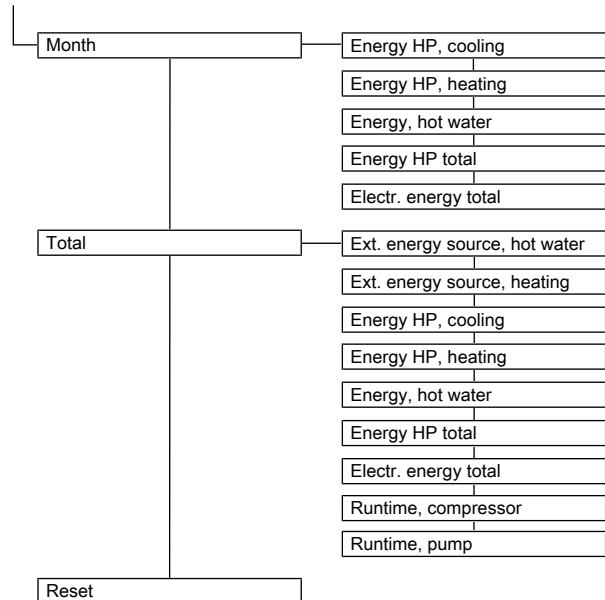 Month
Energy HP, cooling
Energy HP, heating
Energy, hot water
Energy HP total
Electr. energy total
Total
Ext. energy source, hot water
Ext. energy source, heating
Energy HP, cooling
Energy HP, heating
Energy, hot water
Energy HP total
Electr. energy total
Runtime, compressor
Runtime, pump
Reset